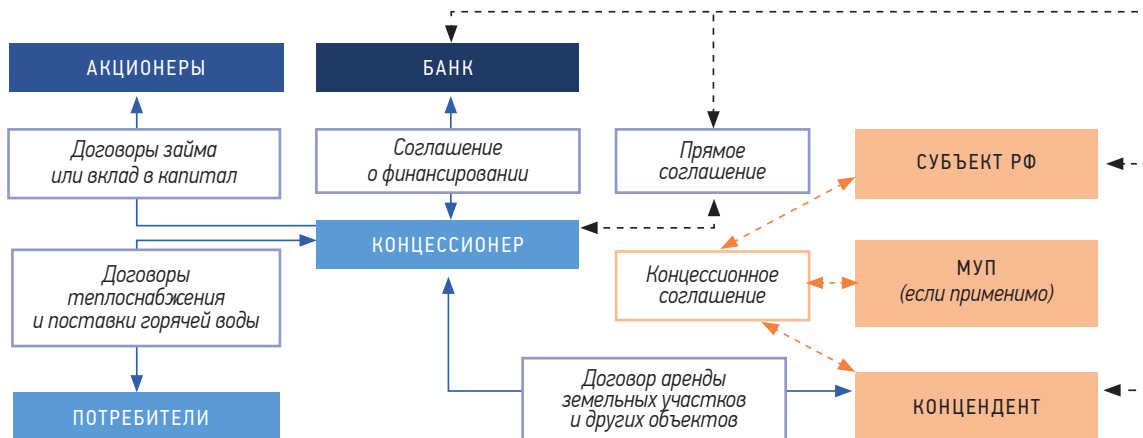 АКЦИОНЕРЫ
БАНК
Договоры займа
или вклад в капитал
Соглашение
о финансировании
Прямое
соглашение
СУБЪЕКТ РФ
КОНЦЕССИОНЕР
Договоры
теплоснабжения
и поставки горячей воды
Концессионное
соглашение
МУП
(если применимо)
Договор аренды
земельных участков
и других объектов
ПОТРЕБИТЕЛИ
КОНЦЕНДЕНТ